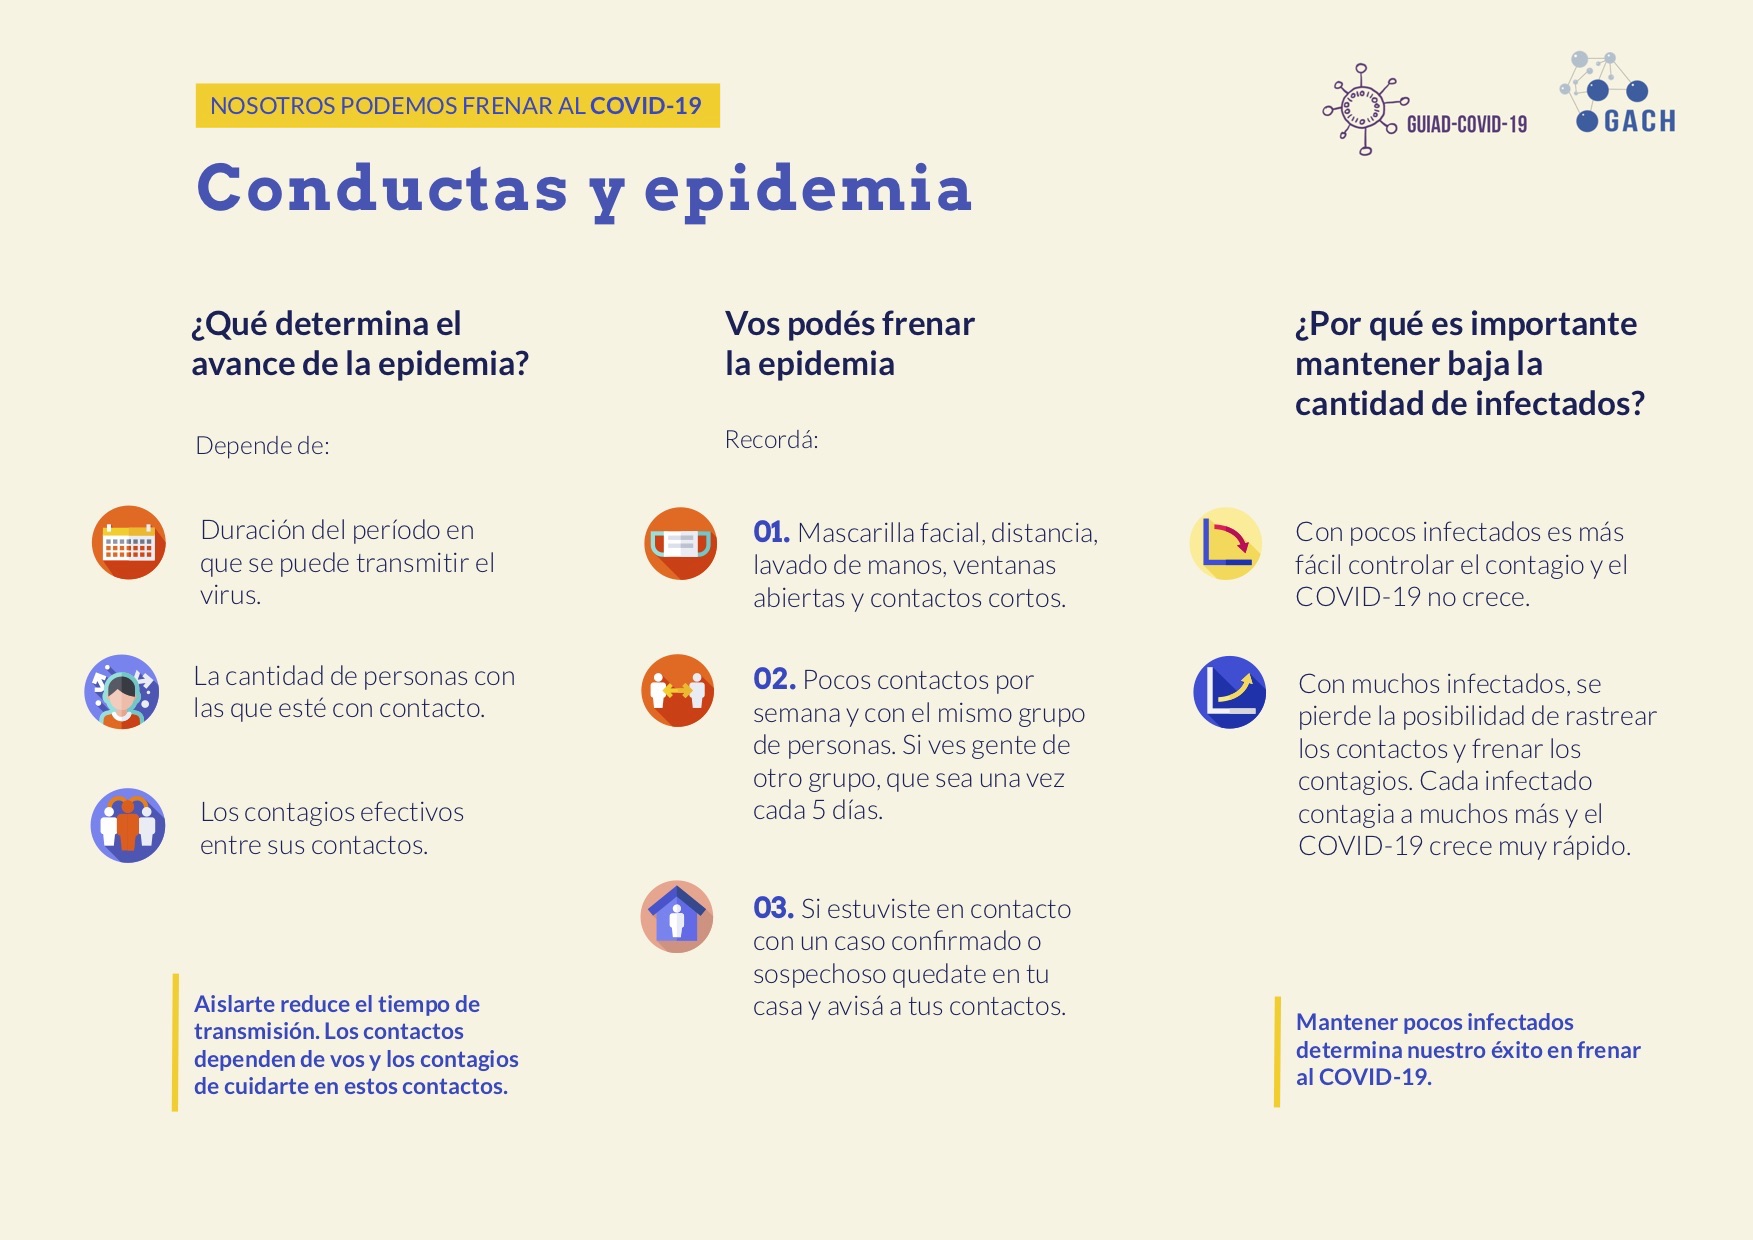 NOSOTROS PODEMOS FRENAR AL COVID-19
GUIAD-COVID-19
GACH
Conductas y epidemia
¿Qué determina el
avance de la epidemia?
Depende de:
Duración del período en
que se puede transmitir el
virus.
La cantidad de personas con
las que esté con contacto.
Los contagios efectivos
entre sus contactos.
Aislarte reduce el tiempo de
transmisión. Los contactos
dependen de vos y los contagios
de cuidarte en estos contactos.
Vos podés frenar
la epidemia
Recordá:
01. Mascarilla facial, distancia,
lavado de manos, ventanas
abiertas y contactos cortos.
02. Pocos contactos por
semana y con el mismo grupo
de personas. Si ves gente de
otro grupo, que sea una vez
cada 5 días.
03. Si estuviste en contacto
con un caso confirmado o
sospechoso quedate en tu
casa y avisá a tus contactos.
¿Por qué es importante
mantener baja la
cantidad de infectados?
Con pocos infectados es más
fácil controlar el contagio y el
COVID-19 no crece.
Con muchos infectados, se
pierde la posibilidad de rastrear
los contactos y frenar los
contagios. Cada infectado
contagia a muchos más y el
COVID-19 crece muy rápido.
Mantener pocos infectados
determina nuestro éxito en frenar
al COVID-19.